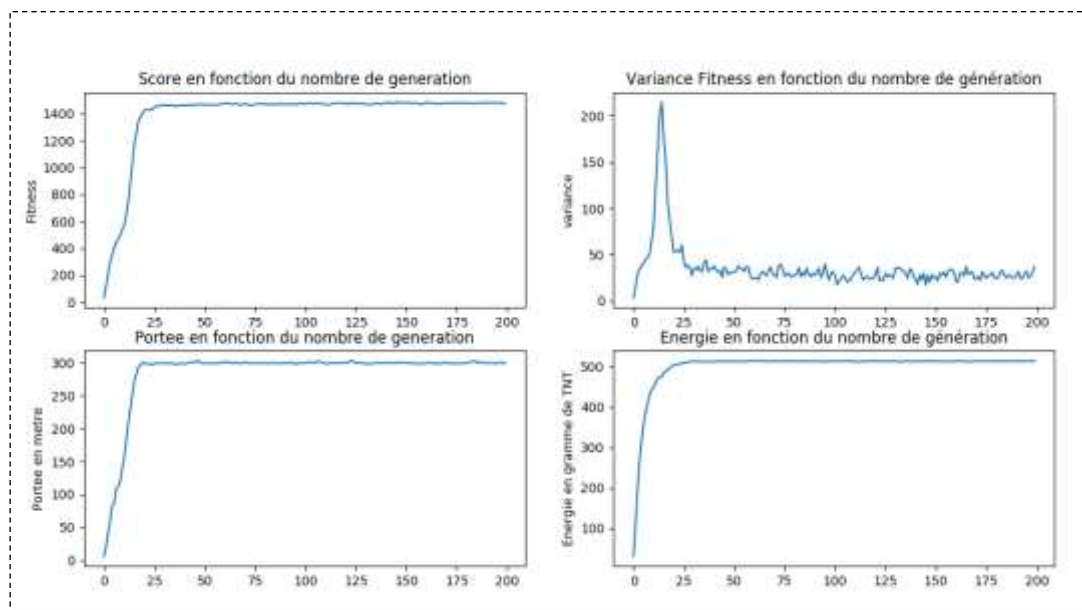 Score en fonction du nombre de generation
Fitness
1400
1200
1000
800
600
400
200
0
0 25 50 75 100 125 150 175 200
Variance Fitness en fonction du nombre de génération
variance
200
150
100
50
0
0 25 50 75 100 125 150 175 200
Portee en fonction du nombre de generation
Portee en metre
300
250
200
150
100
50
0
0 25 50 75 100 125 150 175 200
Energie en fonction du nombre de génération
Energie en gramme de TNT
500
400
300
200
100
0 25 50 75 100 125 150 175 200